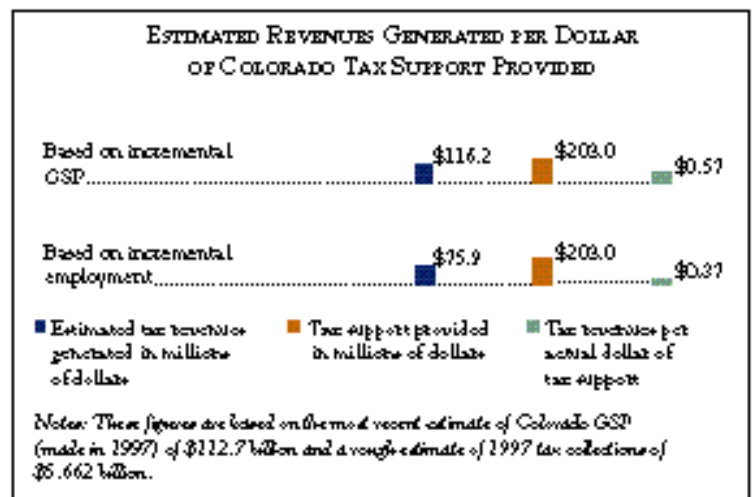 ESTIMATED REVENUES GENERATED PER DOLLAR
OF COLORADO TAX SUPPORT PROVIDED
Based on incremental
GSP
$116.2
$203.0
$0.57
Based on incremental
employment
$75.9
$203.0
$0.37
Estimated tax revenues
generated in millions
of dollars
Tax support provided
in millions of dollars
Tax revenues per
actual dollar of
tax support
Notes: These figures are based on the most recent estimate of Colorado GSP
(made in 1997) of $112.7 billion and a rough estimate of 1997 tax collections of
$5.662 billion.